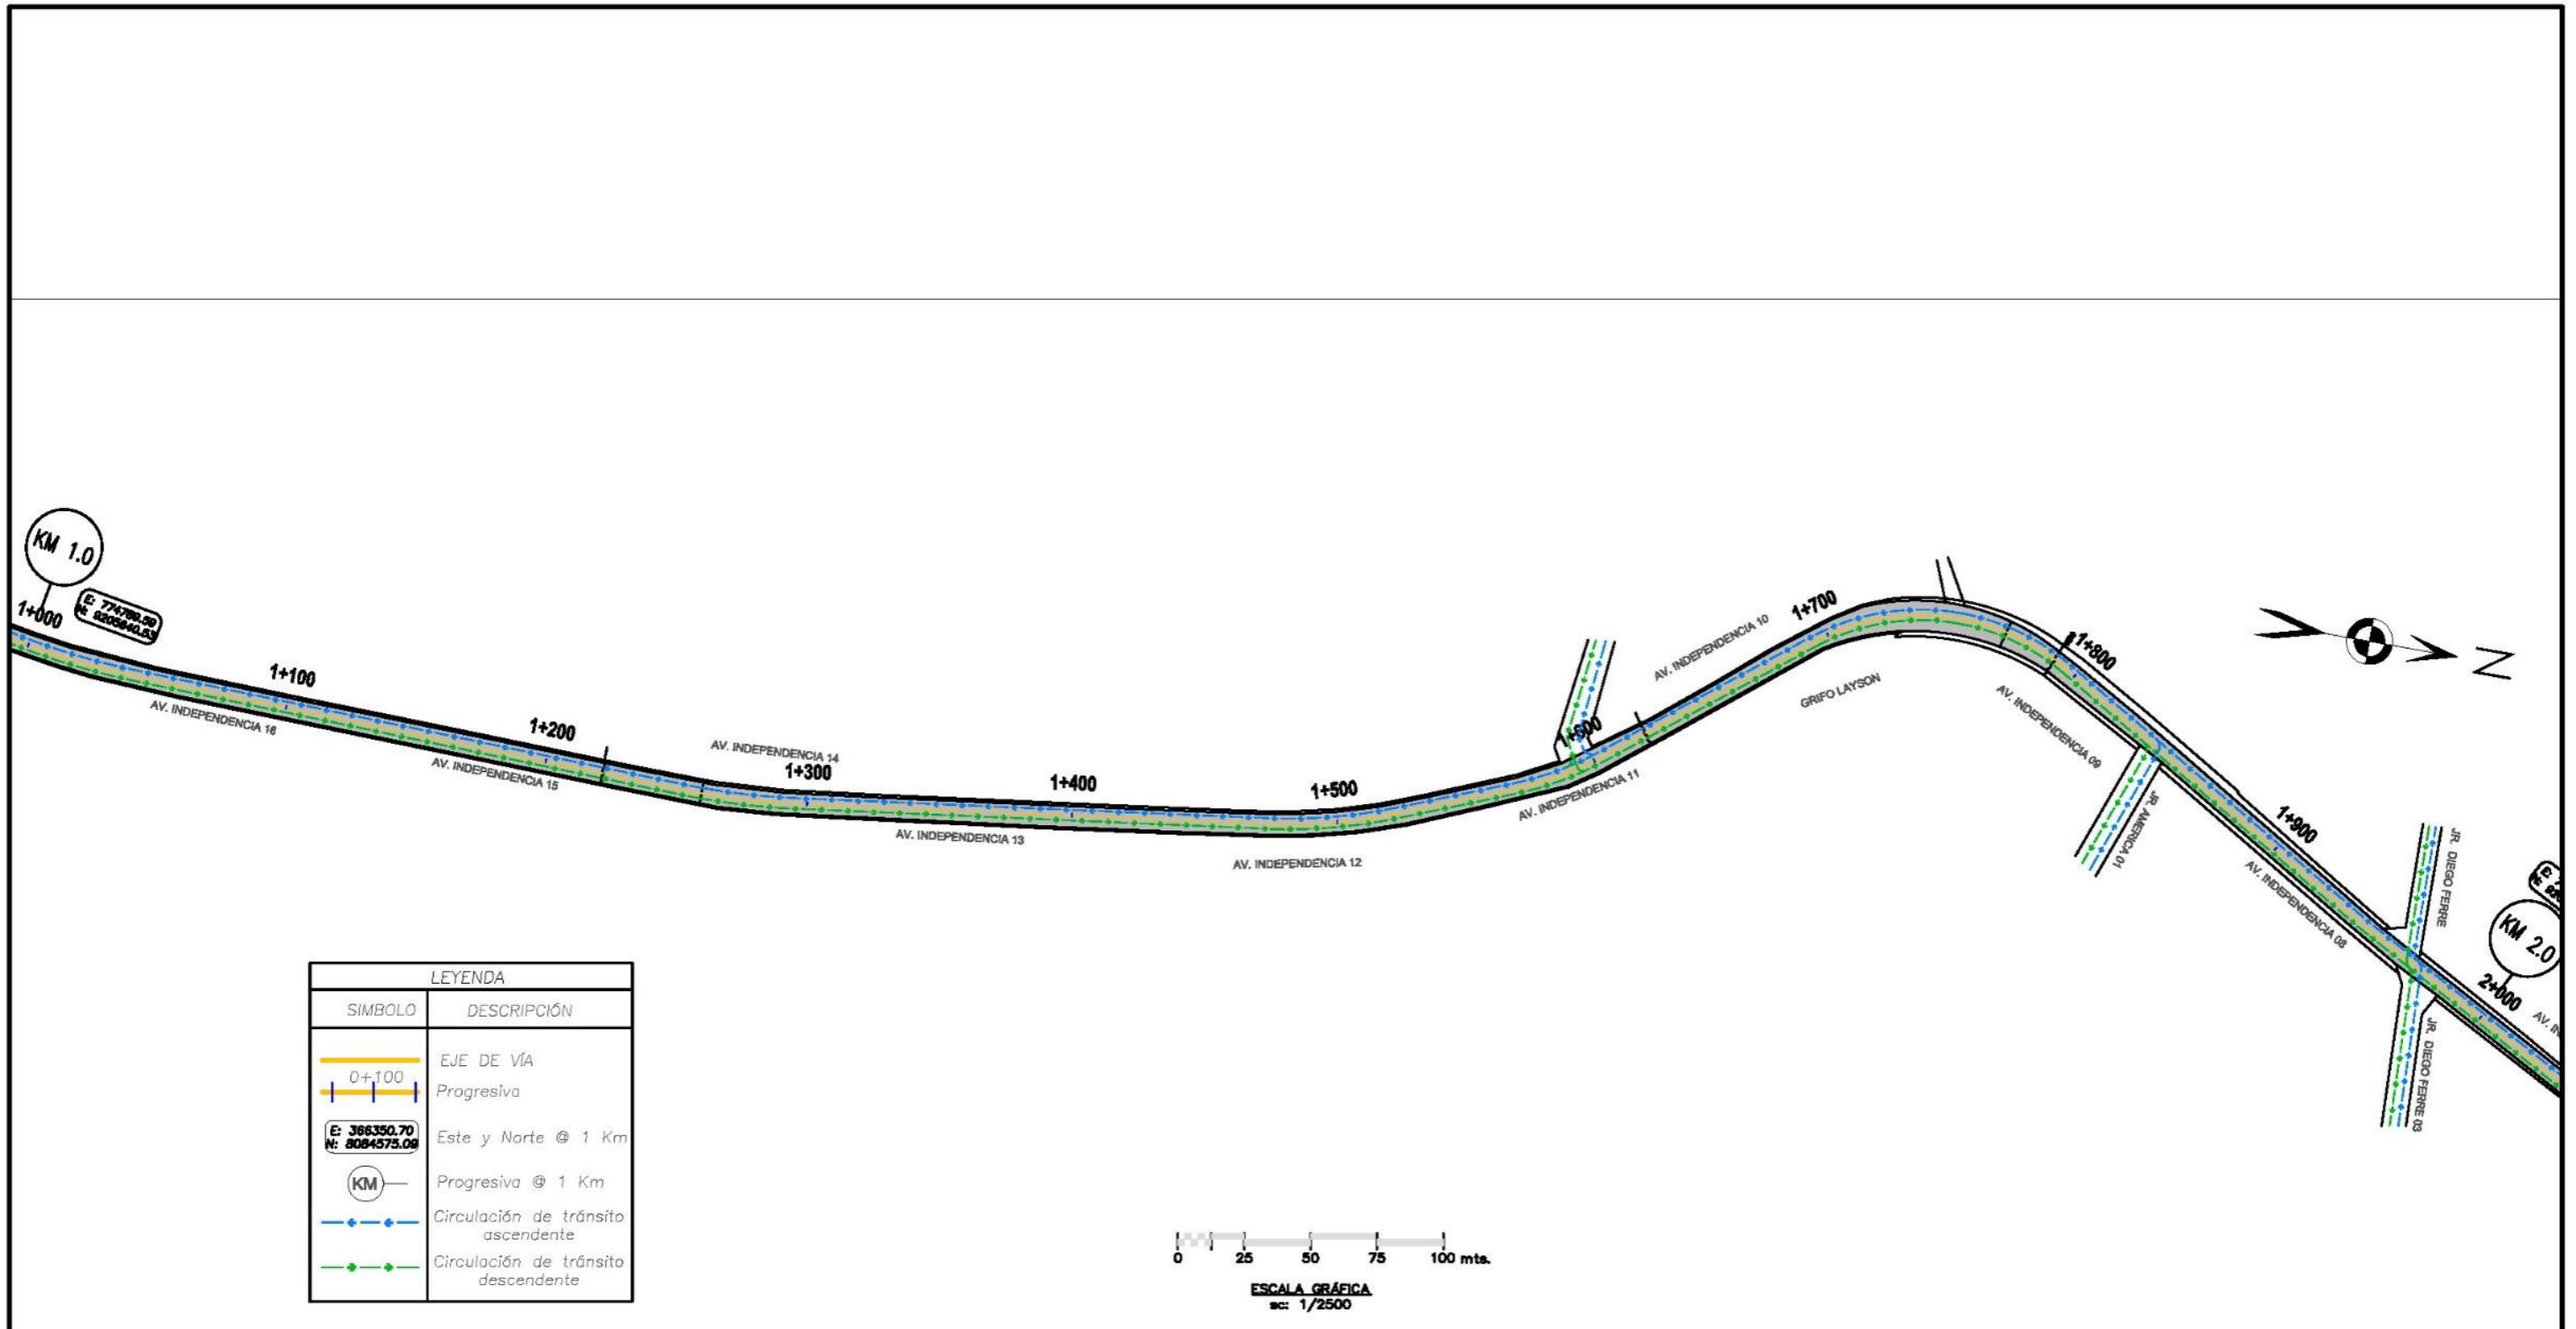 KM 1.0
1+000
E: 774789.59
N: 9205840.53
1+100
AV. INDEPENDENCIA 16
1+200
AV. INDEPENDENCIA 15
AV. INDEPENDENCIA 14
1+300
AV. INDEPENDENCIA 13
1+400
1+500
AV. INDEPENDENCIA 12
1+600
AV. INDEPENDENCIA 11
AV. INDEPENDENCIA 10
1+700
GRIFO LAYSON
1+800
AV. INDEPENDENCIA 09
JR. AMERICA 01
N
1+900
AV. INDEPENDENCIA 08
JR. DIEGO FERRE
JR. DIEGO FERRE 03
KM 2.0
2+000
LEYENDA
SIMBOLO DESCRIPCIÓN
EJE DE VÍA
0+100
Progresiva
E: 366350.70
N: 8084575.09
Este y Norte @ 1 Km
KM
Progresiva @ 1 Km
Circulación de tránsito
ascendente
Circulación de tránsito
descendente
0 25 50 75 100 mts.
ESCALA GRÁFICA
sc: 1/2500